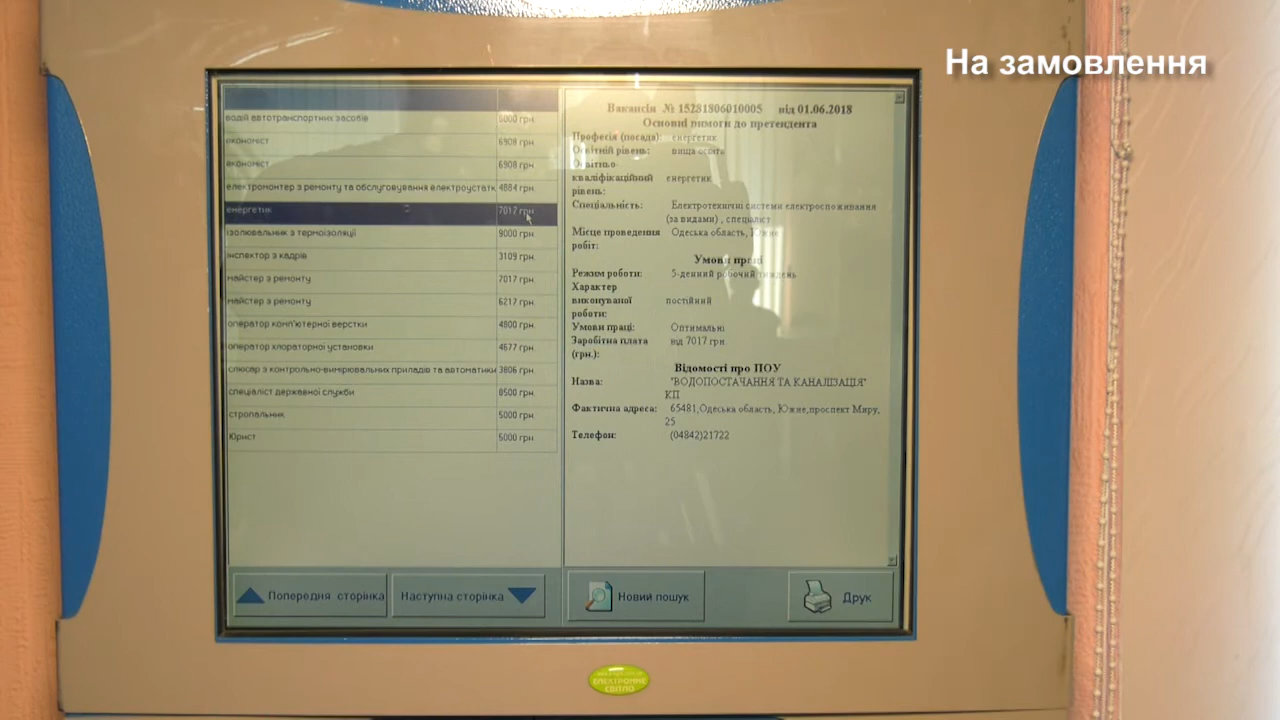 На замовлення
водій автотранспортних засобів 5000 грн.
економіст 6908 грн.
економіст 6908 грн.
електромонтер з ремонту та обслуговування електроустатк 4884 грн.
енергетик 7017 грн.
ізолювальник з термоізоляції 9000 грн.
інспектор з кадрів 3109 грн.
майстер з ремонту 7017 грн.
майстер з ремонту 6217 грн.
оператор комп'ютерної верстки 4800 грн.
оператор хлораторної установки 4677 грн.
слюсар з контрольно-вимірювальних приладів та автоматики 3806 грн.
спеціаліст державної служби 8500 грн.
стропальник 5000 грн.
Юрист 5000 грн.
Вакансія № 15281806010005 від 01.06.2018
Основні вимоги до претендента
Професія (посада): енергетик
Освітній рівень: вища освіта
Освітньо-
кваліфікаційний енергетик
рівень:
Спеціальність: Електротехнічні системи електроспоживання
(за видами) , спеціаліст
Місце проведення Одеська область, Южне
робіт:
Умови праці
Режим роботи: 5-денний робочий тиждень
Характер
виконуваної постійний
роботи:
Умови праці: Оптимальні
Заробітна плата від 7017 грн.
(грн.):
Відомості про ПОУ
Назва: "ВОДОПОСТАЧАННЯ ТА КАНАЛІЗАЦІЯ"
КП
Фактична адреса: 65481,Одеська область, Южне,проспект Миру,
25
Телефон: (04842)21722
Попередня сторінка
Наступна сторінка
Новий пошук
Друк
ЕЛЕКТРОННЕ
СВІТЛО